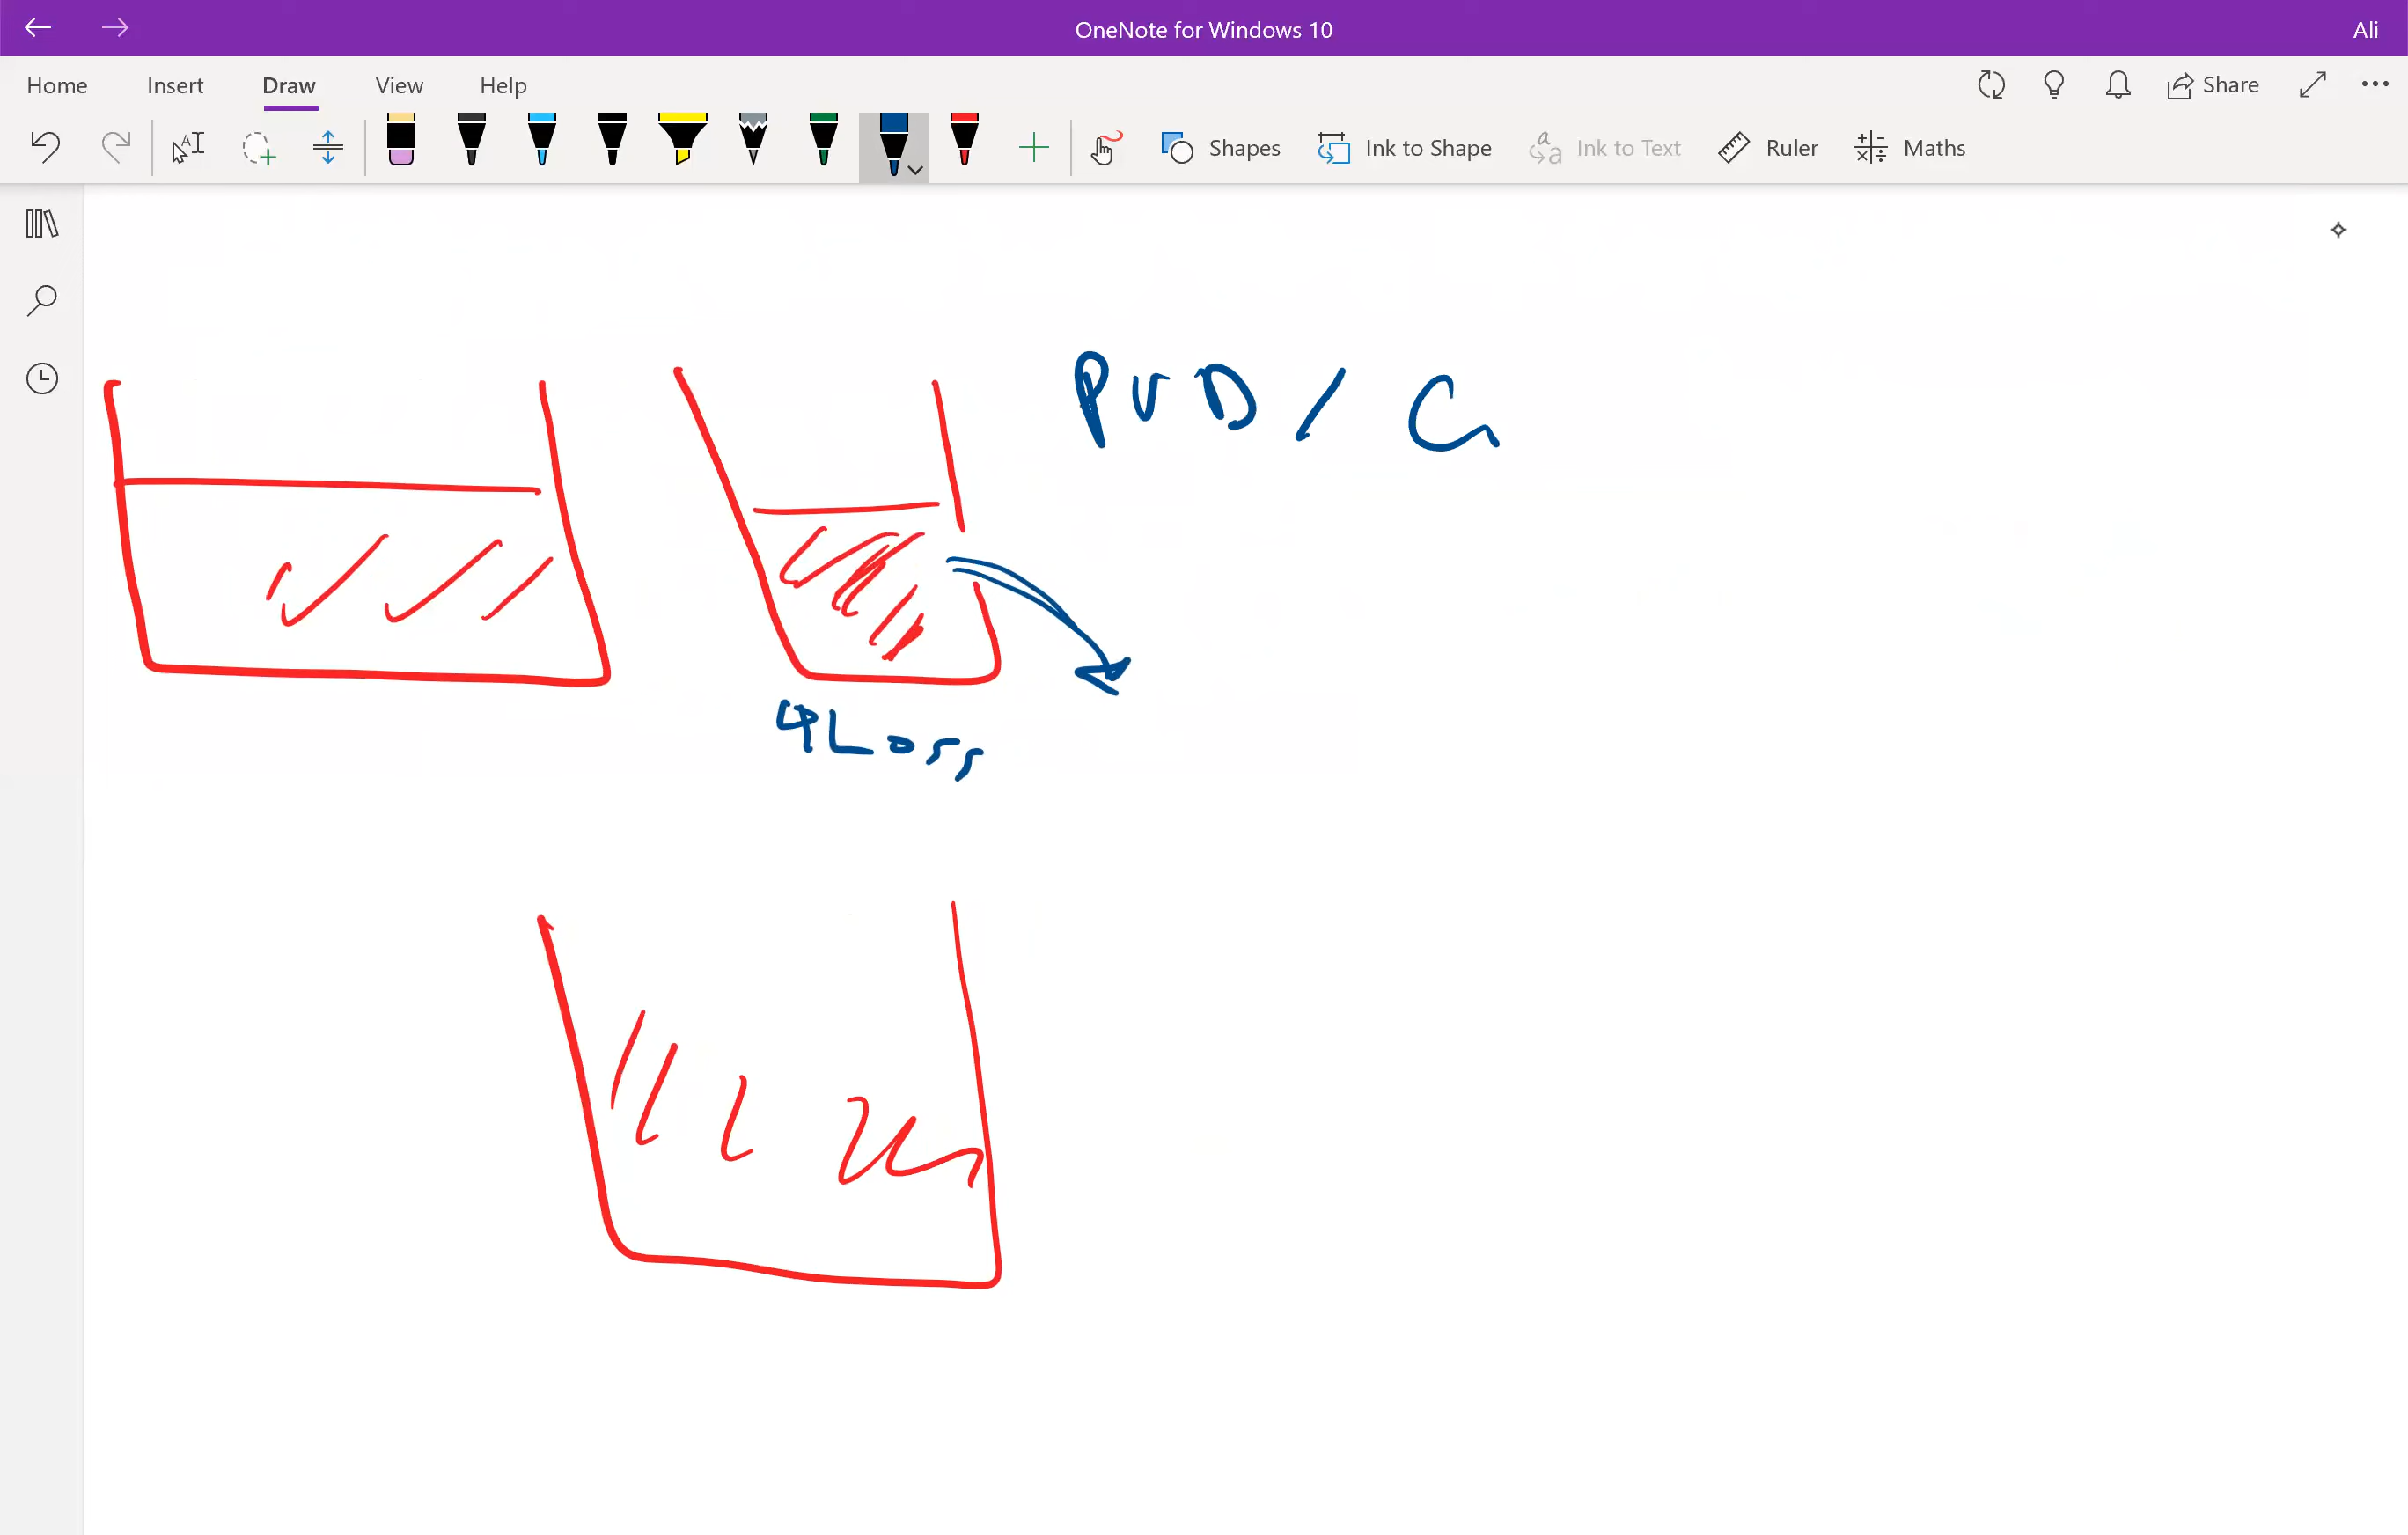 OneNote for Windows 10 Ali
Home Insert Draw View Help Share
Shapes Ink to Shape Ink to Text Ruler Maths
PVD /
Loss